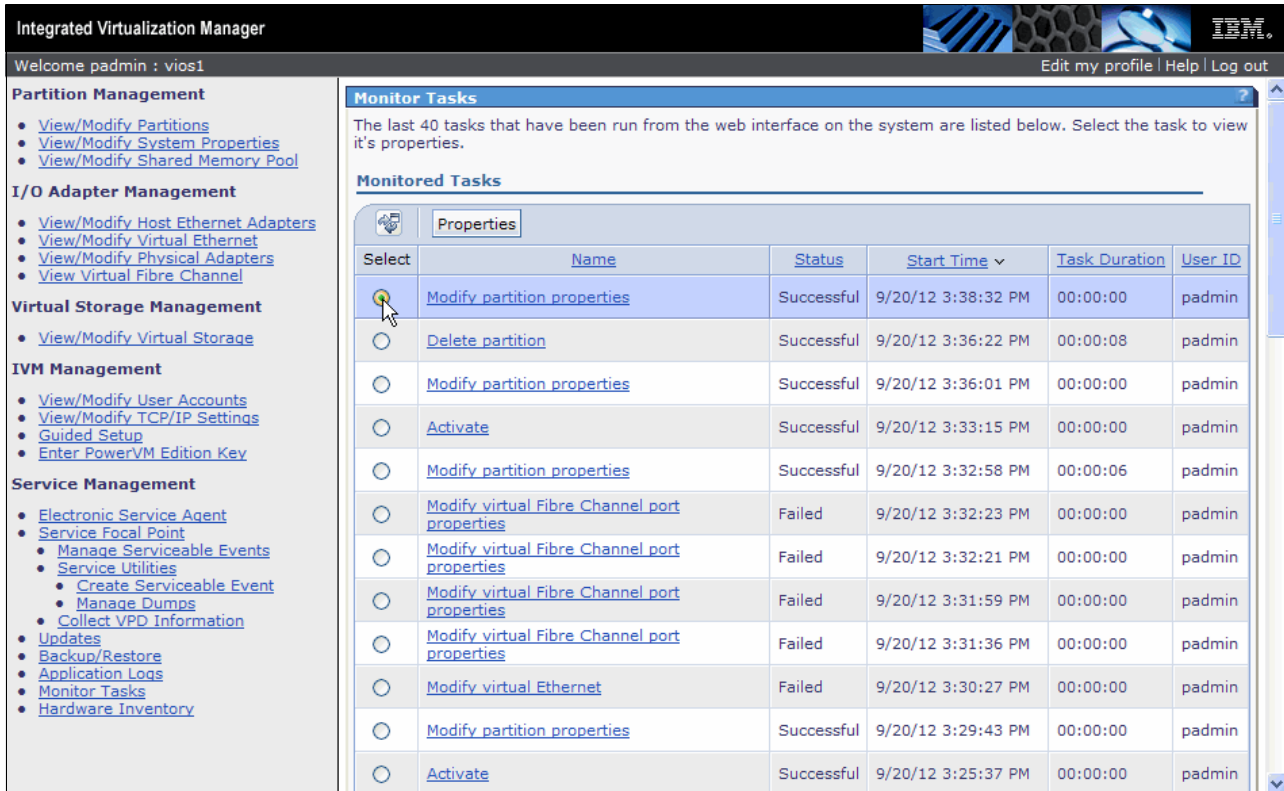 Integrated Virtualization Manager
IBM.
Welcome padmin : vios1
Edit my profile | Help | Log out
Partition Management
View/Modify Partitions
View/Modify System Properties
View/Modify Shared Memory Pool
I/O Adapter Management
View/Modify Host Ethernet Adapters
View/Modify Virtual Ethernet
View/Modify Physical Adapters
View Virtual Fibre Channel
Virtual Storage Management
View/Modify Virtual Storage
IVM Management
View/Modify User Accounts
View/Modify TCP/IP Settings
Guided Setup
Enter PowerVM Edition Key
Service Management
Electronic Service Agent
Service Focal Point
Manage Serviceable Events
Service Utilities
Create Serviceable Event
Manage Dumps
Collect VPD Information
Updates
Backup/Restore
Application Logs
Monitor Tasks
Hardware Inventory
Monitor Tasks ?
The last 40 tasks that have been run from the web interface on the system are listed below. Select the task to view
it's properties.
Monitored Tasks
Properties
Select Name Status Start Time Task Duration User ID
Modify partition properties Successful 9/20/12 3:38:32 PM 00:00:00 padmin
Delete partition Successful 9/20/12 3:36:22 PM 00:00:08 padmin
Modify partition properties Successful 9/20/12 3:36:01 PM 00:00:00 padmin
Activate Successful 9/20/12 3:33:15 PM 00:00:00 padmin
Modify partition properties Successful 9/20/12 3:32:58 PM 00:00:06 padmin
Modify virtual Fibre Channel port
properties Failed 9/20/12 3:32:23 PM 00:00:00 padmin
Modify virtual Fibre Channel port
properties Failed 9/20/12 3:32:21 PM 00:00:00 padmin
Modify virtual Fibre Channel port
properties Failed 9/20/12 3:31:59 PM 00:00:00 padmin
Modify virtual Fibre Channel port
properties Failed 9/20/12 3:31:36 PM 00:00:00 padmin
Modify virtual Ethernet Failed 9/20/12 3:30:27 PM 00:00:00 padmin
Modify partition properties Successful 9/20/12 3:29:43 PM 00:00:00 padmin
Activate Successful 9/20/12 3:25:37 PM 00:00:00 padmin